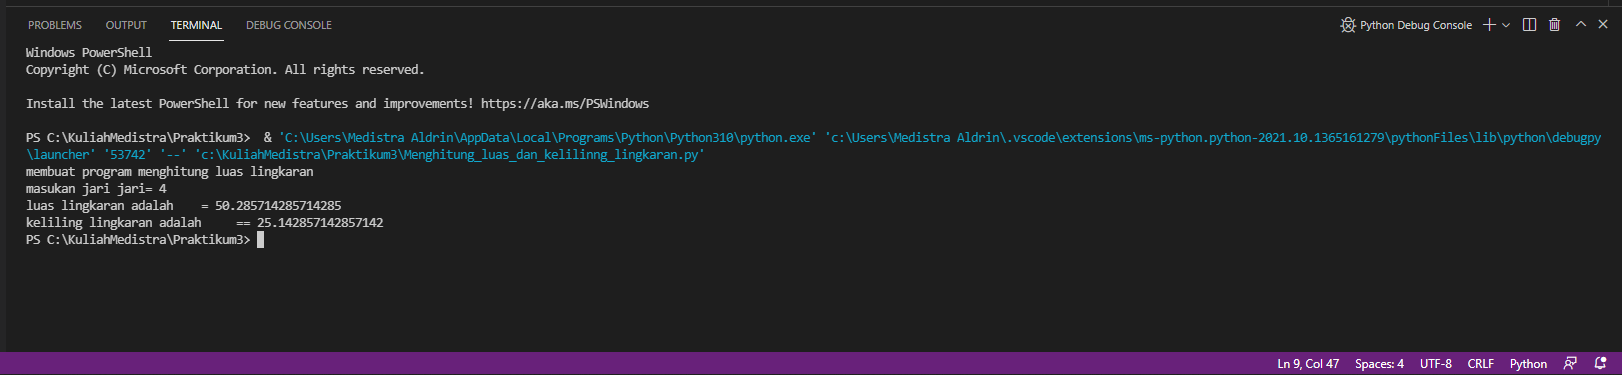 PROBLEMS OUTPUT TERMINAL DEBUG CONSOLE Python Debug Console
Windows PowerShell
Copyright (C) Microsoft Corporation. All rights reserved.
Install the latest PowerShell for new features and improvements! https://aka.ms/PSWindows
PS C:\KuliahMedistra\Praktikum3>  & 'C:\Users\Medistra Aldrin\AppData\Local\Programs\Python\Python310\python.exe' 'c:\Users\Medistra Aldrin\.vscode\extensions\ms-python.python-2021.10.1365161279\pythonFiles\lib\python\debugpy
\launcher' '53742' '--' 'c:\KuliahMedistra\Praktikum3\Menghitung_luas_dan_kelilinng_lingkaran.py'
membuat program menghitung luas lingkaran
masukan jari jari= 4
luas lingkaran adalah    = 50.285714285714285
keliling lingkaran adalah     == 25.142857142857142
PS C:\KuliahMedistra\Praktikum3>
Ln 9, Col 47 Spaces: 4 UTF-8 CRLF Python